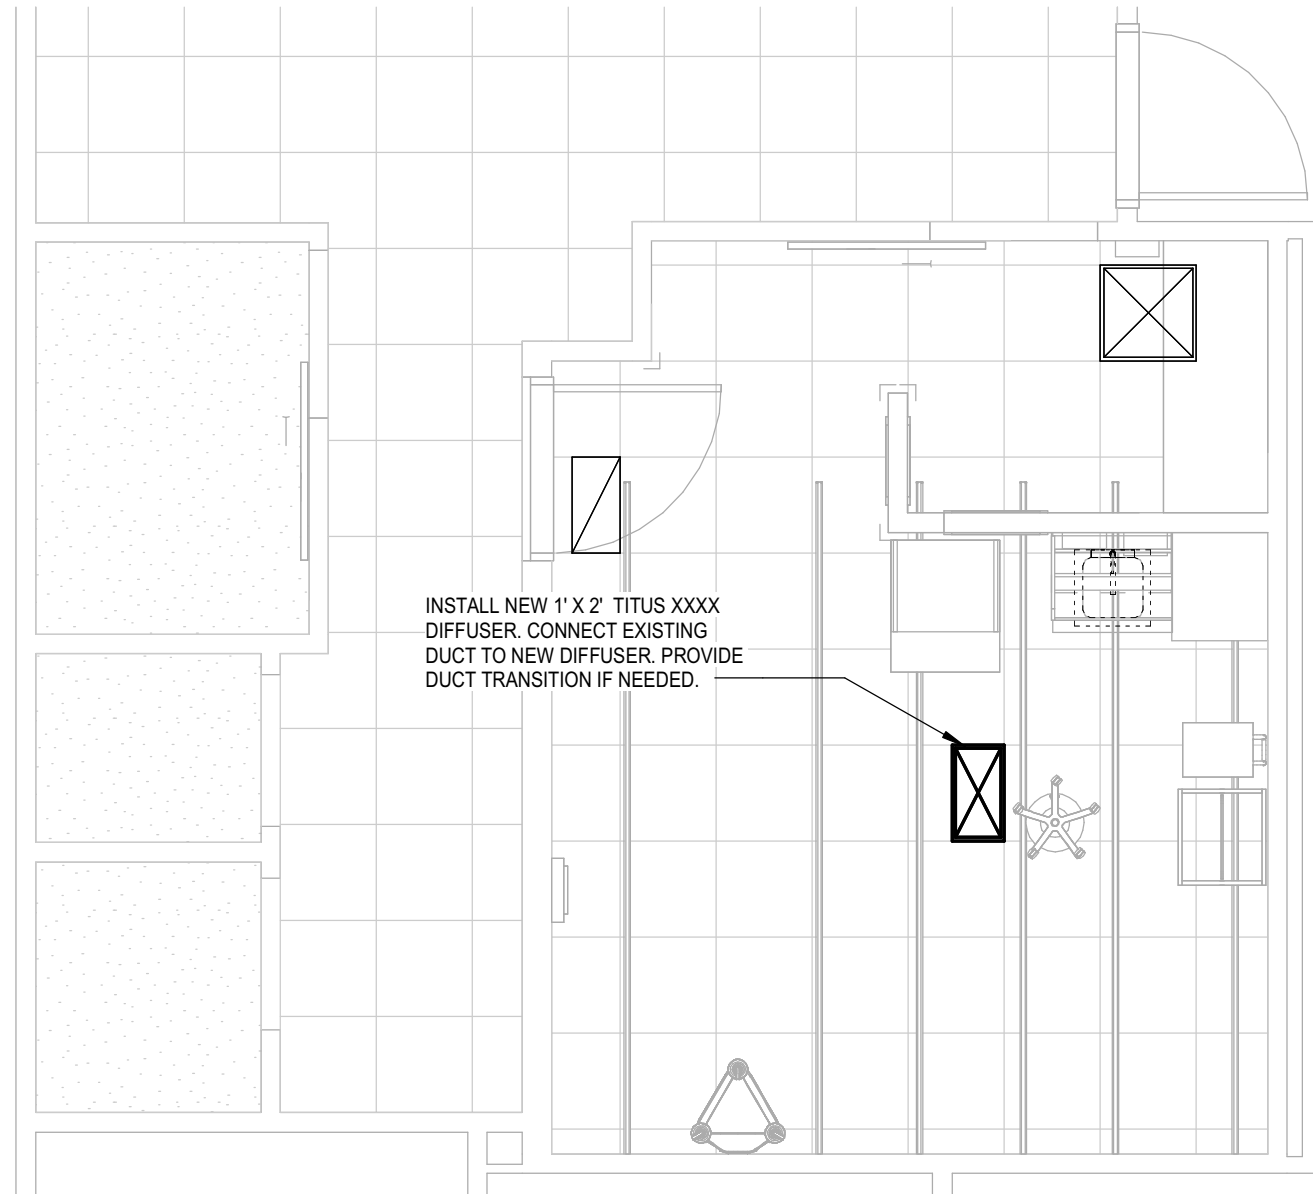 INSTALL NEW 1' X 2' TITUS XXXX
DIFFUSER. CONNECT EXISTING
DUCT TO NEW DIFFUSER. PROVIDE
DUCT TRANSITION IF NEEDED.